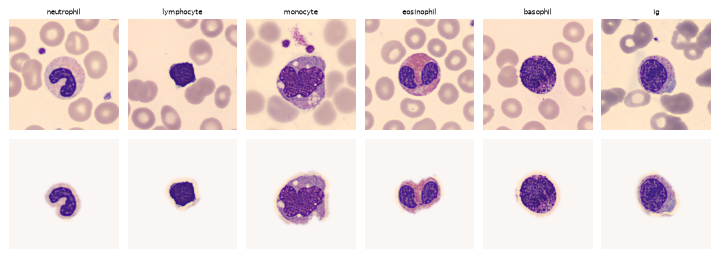 neutrophil
lymphocyte
monocyte
eosinophil
basophil
ig